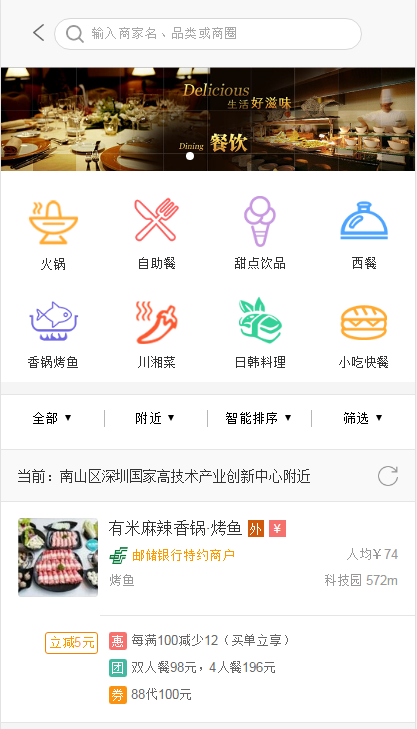 输入商家名、品类或商圈
Delicious
生活好滋味
Dining 餐饮
火锅 自助餐 甜点饮品 西餐
香锅烤鱼 川湘菜 日韩料理 小吃快餐
全部 ▼ 附近 ▼ 智能排序 ▼ 筛选 ▼
当前：南山区深圳国家高技术产业创新中心附近
有米麻辣香锅·烤鱼 外 ¥
邮储银行特约商户 人均¥74
烤鱼 科技园 572m
立减5元 惠 每满100减少12（买单立享）
团 双人餐98元，4人餐196元
券 88代100元